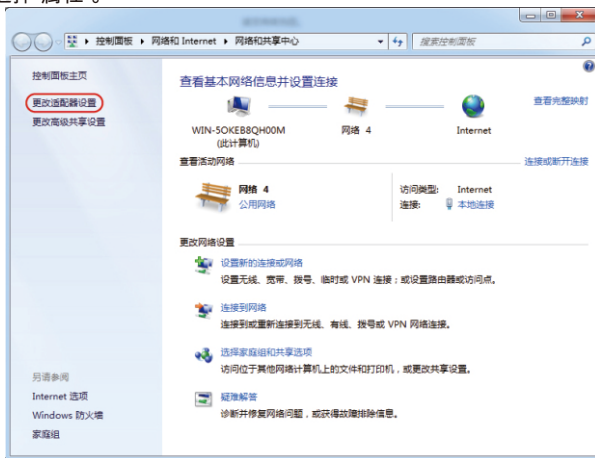 控制面板 ▸ 网络和 Internet ▸ 网络和共享中心
搜索控制面板
控制面板主页
更改适配器设置
更改高级共享设置
查看基本网络信息并设置连接
查看完整映射
WIN-5OKEB8QH00M
(此计算机)
网络 4
Internet
查看活动网络
连接或断开连接
网络 4
公用网络
访问类型: Internet
连接: 本地连接
更改网络设置
设置新的连接或网络
设置无线、宽带、拨号、临时或 VPN 连接；或设置路由器或访问点。
连接到网络
连接到或重新连接到无线、有线、拨号或 VPN 网络连接。
选择家庭组和共享选项
访问位于其他网络计算机上的文件和打印机，或更改共享设置。
疑难解答
诊断并修复网络问题，或获得故障排除信息。
另请参阅
Internet 选项
Windows 防火墙
家庭组